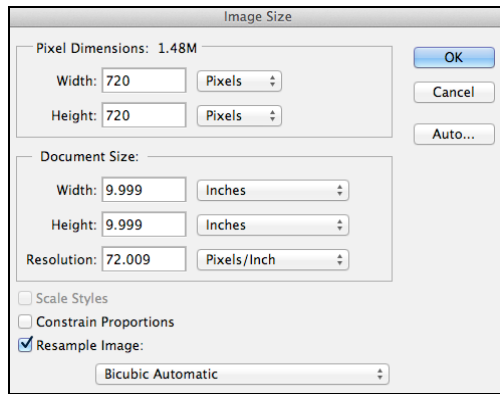 Image Size
Pixel Dimensions: 1.48M
Width: 720 Pixels
Height: 720 Pixels
Document Size:
Width: 9.999 Inches
Height: 9.999 Inches
Resolution: 72.009 Pixels/Inch
Scale Styles
Constrain Proportions
Resample Image:
Bicubic Automatic
OK
Cancel
Auto...